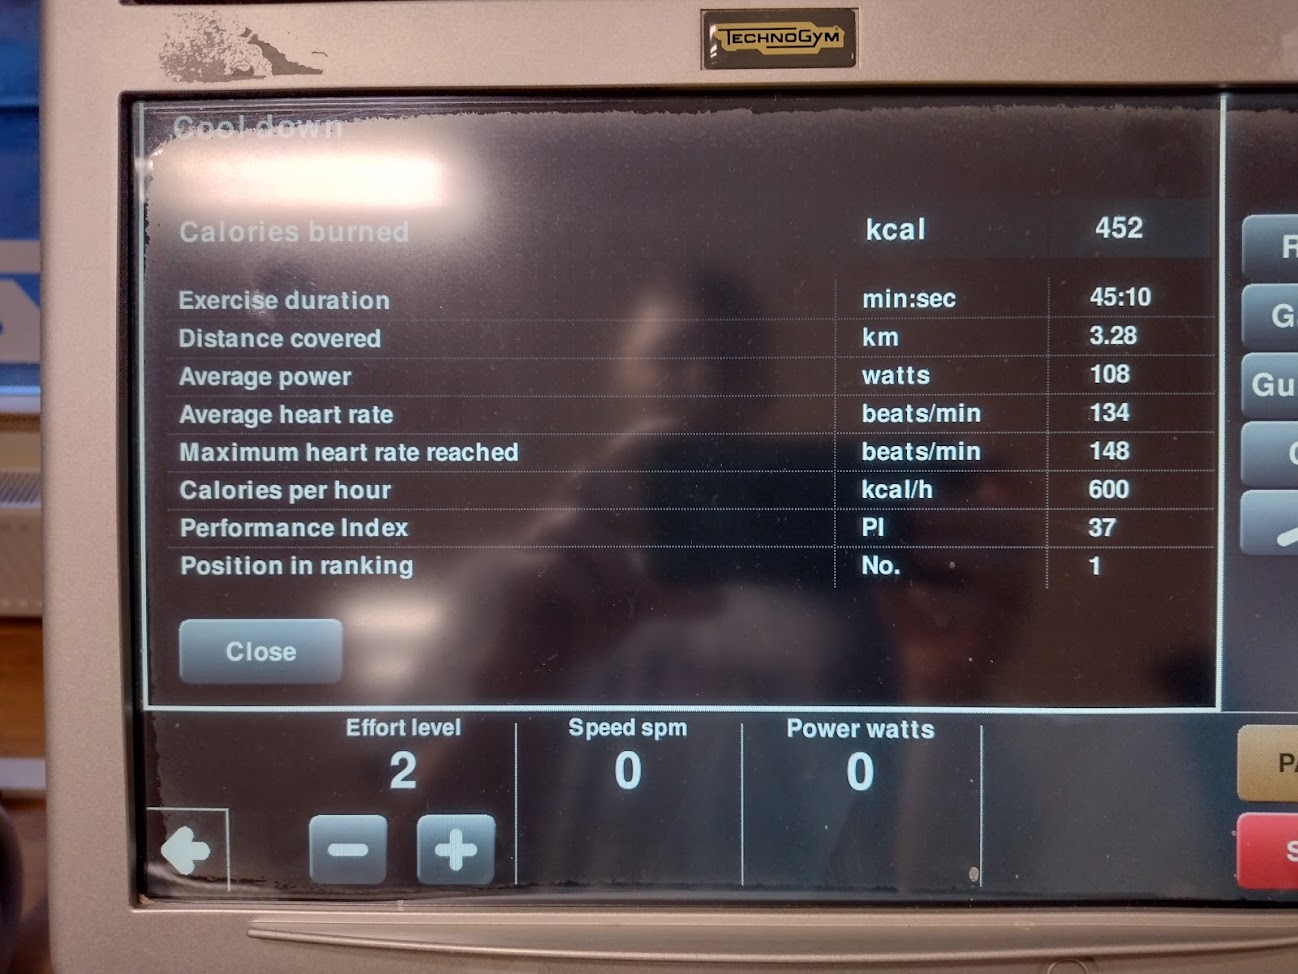 TECHNOGYM
Cool down
Calories burned kcal 452
Exercise duration min:sec 45:10
Distance covered km 3.28
Average power watts 108
Average heart rate beats/min 134
Maximum heart rate reached beats/min 148
Calories per hour kcal/h 600
Performance Index PI 37
Position in ranking No. 1
Close
Effort level Speed spm Power watts
2 0 0